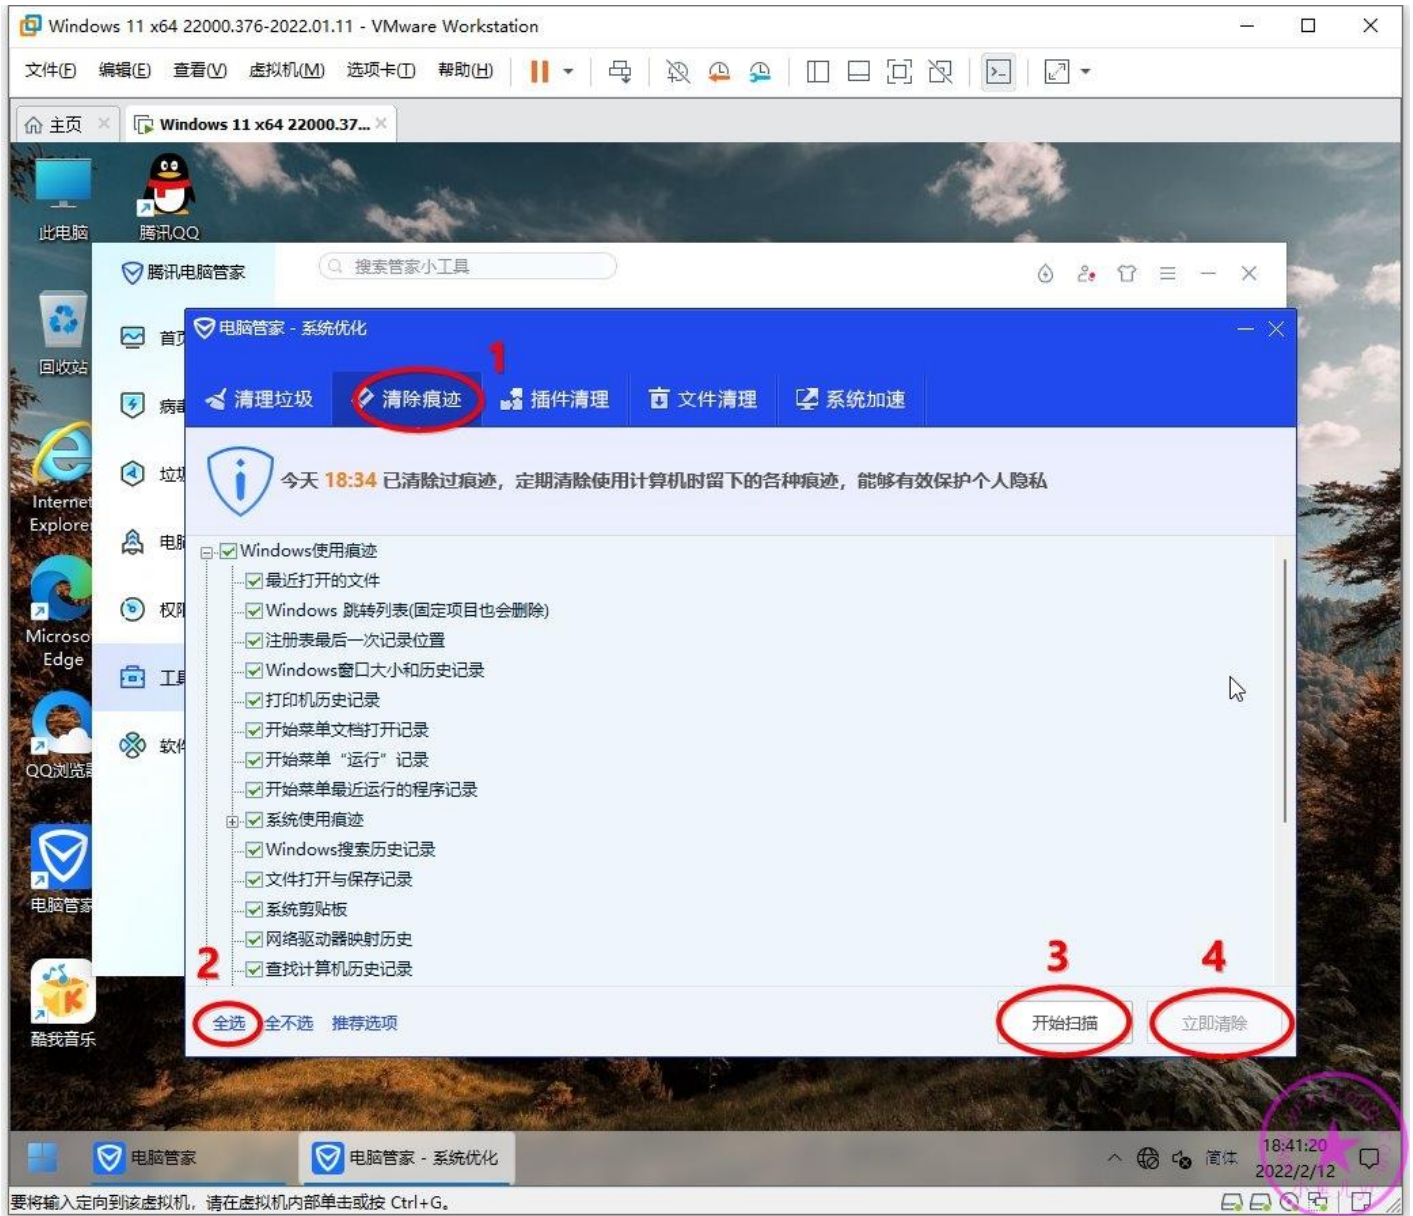 Windows 11 x64 22000.376-2022.01.11 - VMware Workstation
文件(F) 编辑(E) 查看(V) 虚拟机(M) 选项卡(T) 帮助(H)
主页 Windows 11 x64 22000.37...
此电脑 腾讯QQ
腾讯电脑管家 搜索管家小工具
回收站
首页
电脑管家 - 系统优化
1
清理垃圾 清除痕迹 插件清理 文件清理 系统加速
病毒
今天 18:34 已清除过痕迹，定期清除使用计算机时留下的各种痕迹，能够有效保护个人隐私
垃圾
Internet
Explorer
电脑
Windows使用痕迹
最近打开的文件
权限
Windows 跳转列表(固定项目也会删除)
Microso
Edge
注册表最后一次记录位置
Windows窗口大小和历史记录
工具
打印机历史记录
开始菜单文档打开记录
软件
开始菜单“运行”记录
QQ浏览器
开始菜单最近运行的程序记录
系统使用痕迹
Windows搜索历史记录
文件打开与保存记录
电脑管家
系统剪贴板
网络驱动器映射历史
查找计算机历史记录
2 3 4
全选 全不选 推荐选项 开始扫描 立即清除
酷我音乐
电脑管家 电脑管家 - 系统优化 简体 18:41:20
2022/2/12
要将输入定向到该虚拟机，请在虚拟机内部单击或按 Ctrl+G。